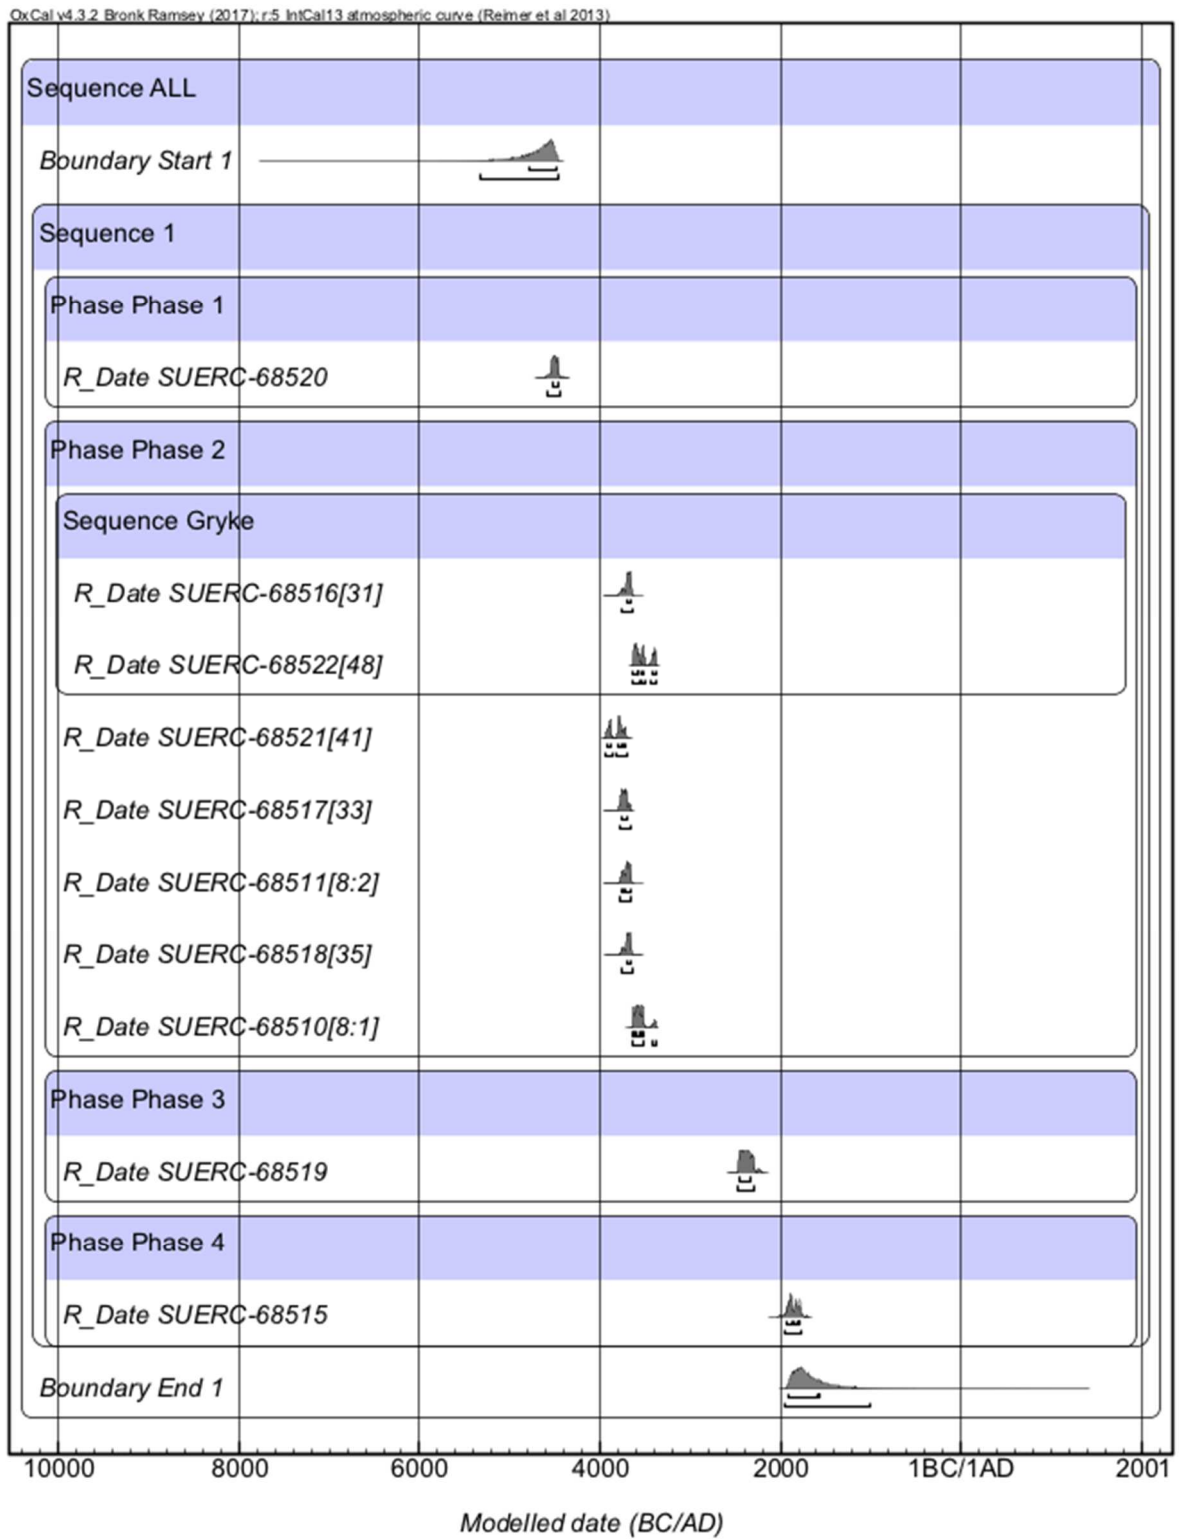 OxCal v4.3.2 Bronk Ramsey (2017); r:5 IntCal13 atmospheric curve (Reimer et al 2013)
Sequence ALL
Boundary Start 1
Sequence 1
Phase Phase 1
R_Date SUERC-68520
Phase Phase 2
Sequence Gryke
R_Date SUERC-68516[31]
R_Date SUERC-68522[48]
R_Date SUERC-68521[41]
R_Date SUERC-68517[33]
R_Date SUERC-68511[8:2]
R_Date SUERC-68518[35]
R_Date SUERC-68510[8:1]
Phase Phase 3
R_Date SUERC-68519
Phase Phase 4
R_Date SUERC-68515
Boundary End 1
10000 8000 6000 4000 2000 1BC/1AD 2001
Modelled date (BC/AD)